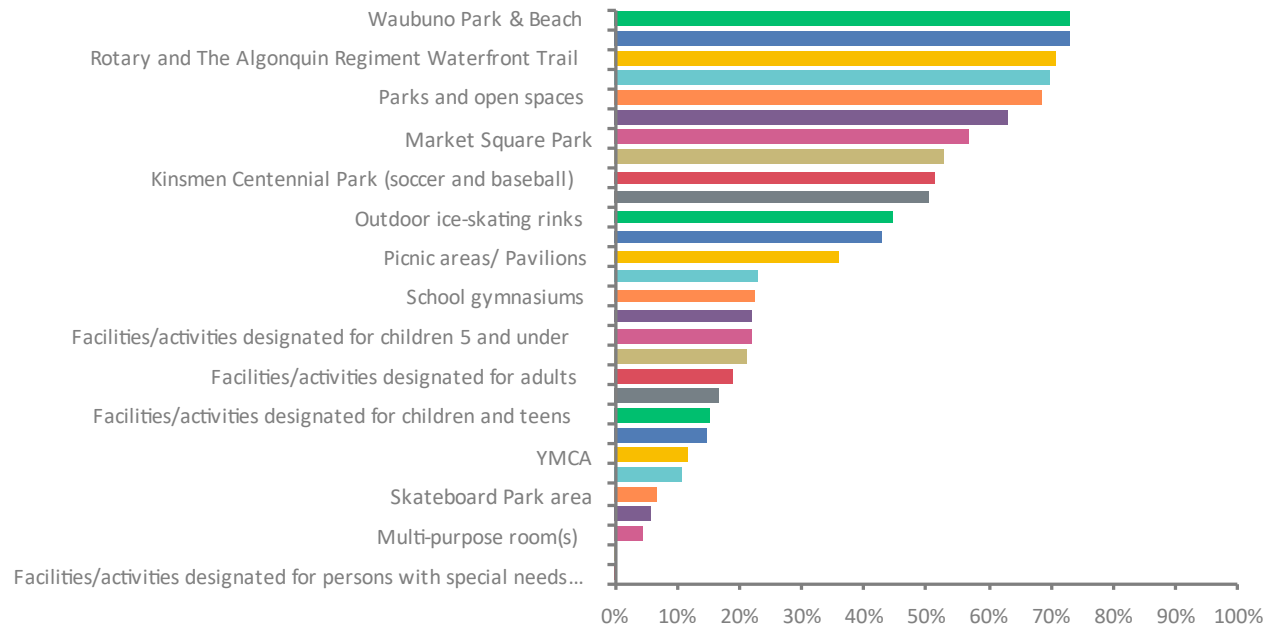 Waubuno Park & Beach
Rotary and The Algonquin Regiment Waterfront Trail
Parks and open spaces
Market Square Park
Kinsmen Centennial Park (soccer and baseball)
Outdoor ice-skating rinks
Picnic areas/ Pavilions
School gymnasiums
Facilities/activities designated for children 5 and under
Facilities/activities designated for adults
Facilities/activities designated for children and teens
YMCA
Skateboard Park area
Multi-purpose room(s)
Facilities/activities designated for persons with special needs...
0% 10% 20% 30% 40% 50% 60% 70% 80% 90% 100%